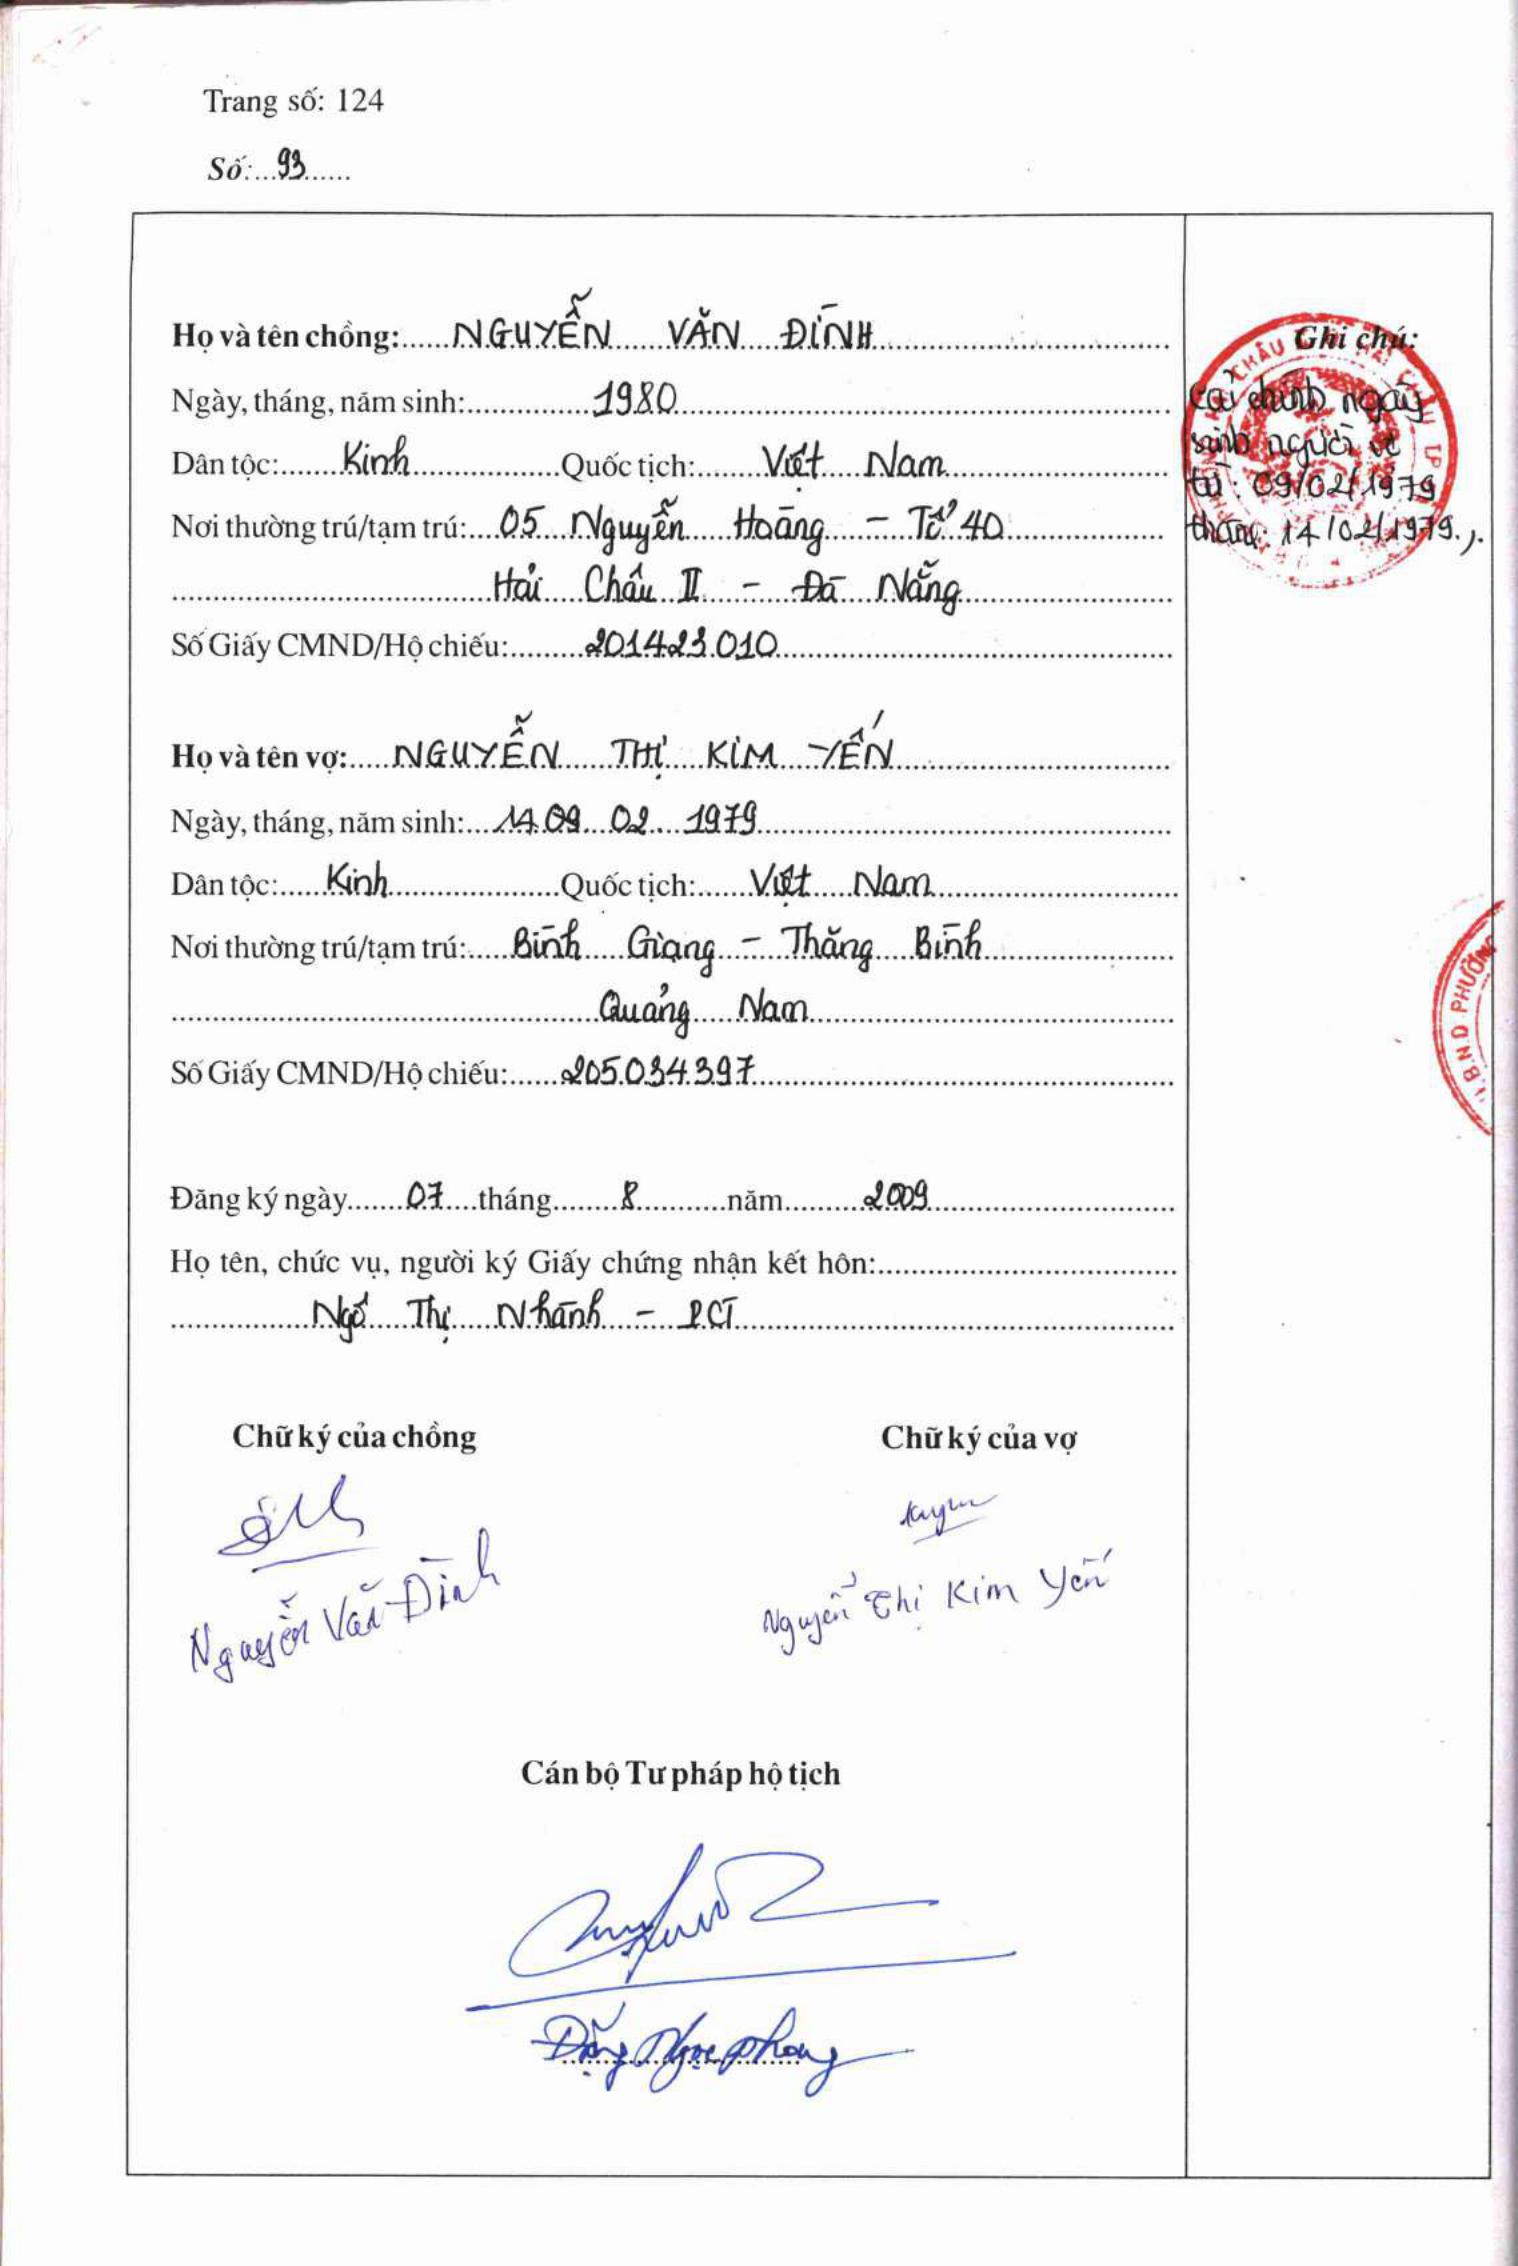 Trang số: 124
Số: 93
Họ và tên chồng: NGUYỄN VĂN ĐÌNH
Ngày, tháng, năm sinh: 1980
Dân tộc: Kinh Quốc tịch: Việt Nam
Nơi thường trú/tạm trú: 05 Nguyễn Hoàng - Tổ 40
Hải Châu II - Đà Nẵng
Số Giấy CMND/Hộ chiếu: 201423010
Họ và tên vợ: NGUYỄN THỊ KIM YẾN
Ngày, tháng, năm sinh: 14 09 02 1979
Dân tộc: Kinh Quốc tịch: Việt Nam
Nơi thường trú/tạm trú: Bình Giang - Thăng Bình
Quảng Nam
Số Giấy CMND/Hộ chiếu: 205034397
Đăng ký ngày 07 tháng 8 năm 2009
Họ tên, chức vụ, người ký Giấy chứng nhận kết hôn:
Ngô Thị Nhành - PCT
Chữ ký của chồng
Chữ ký của vợ
Nguyễn Văn Đình
Nguyễn Thị Kim Yến
Cán bộ Tư pháp hộ tịch
Đặng Ngọc Phong
Ghi chú:
Cải chính ngày
sinh người vợ
từ: 09/02/1979
thành: 14/02/1979.
U.B.N.D PHƯỜNG